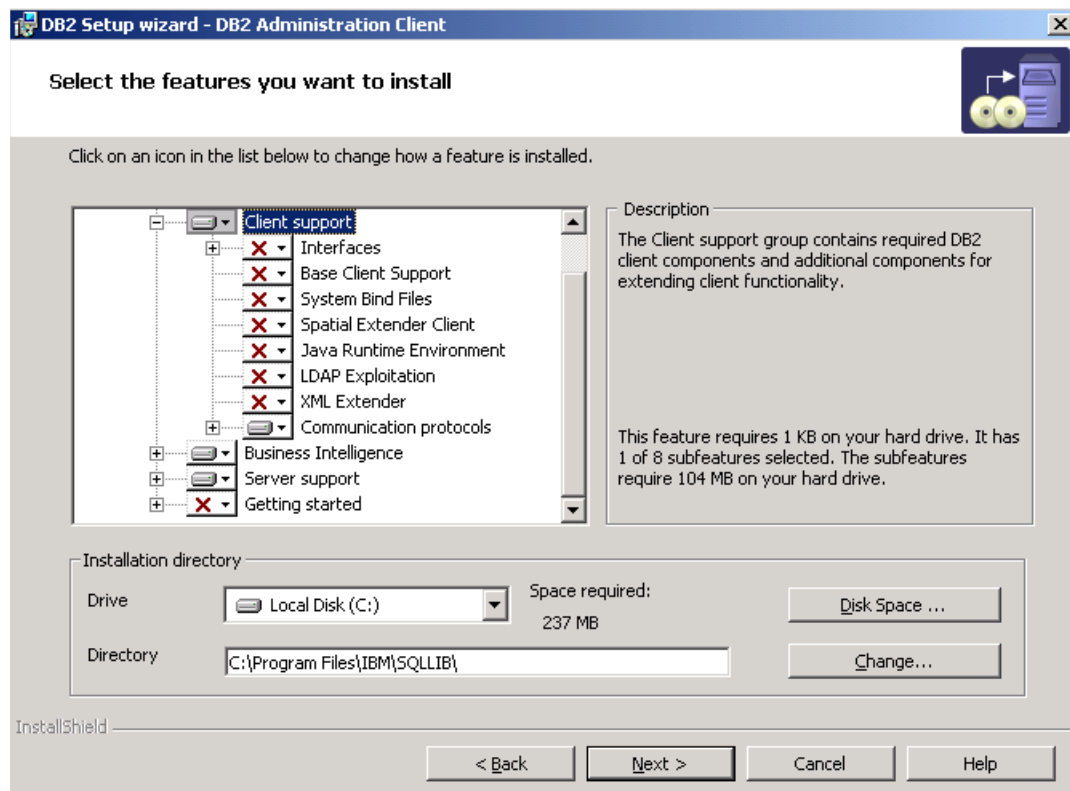 DB2 Setup wizard - DB2 Administration Client
Select the features you want to install
Click on an icon in the list below to change how a feature is installed.
Client support
Interfaces
Base Client Support
System Bind Files
Spatial Extender Client
Java Runtime Environment
LDAP Exploitation
XML Extender
Communication protocols
Business Intelligence
Server support
Getting started
Description
The Client support group contains required DB2
client components and additional components for
extending client functionality.
This feature requires 1 KB on your hard drive. It has
1 of 8 subfeatures selected. The subfeatures
require 104 MB on your hard drive.
Installation directory
Drive
Local Disk (C:)
Space required:
237 MB
Disk Space ...
Directory
C:\Program Files\IBM\SQLLIB\
Change...
InstallShield
< Back
Next >
Cancel
Help